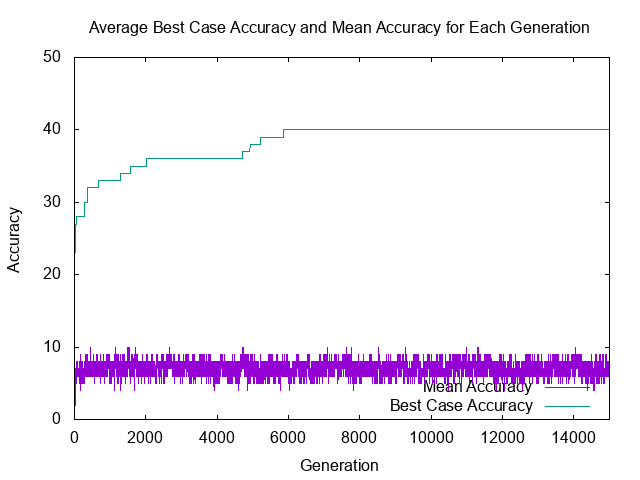 Average Best Case Accuracy and Mean Accuracy for Each Generation
50
40
30
20
10
0
Accuracy
Mean Accuracy
Best Case Accuracy
0 2000 4000 6000 8000 10000 12000 14000
Generation